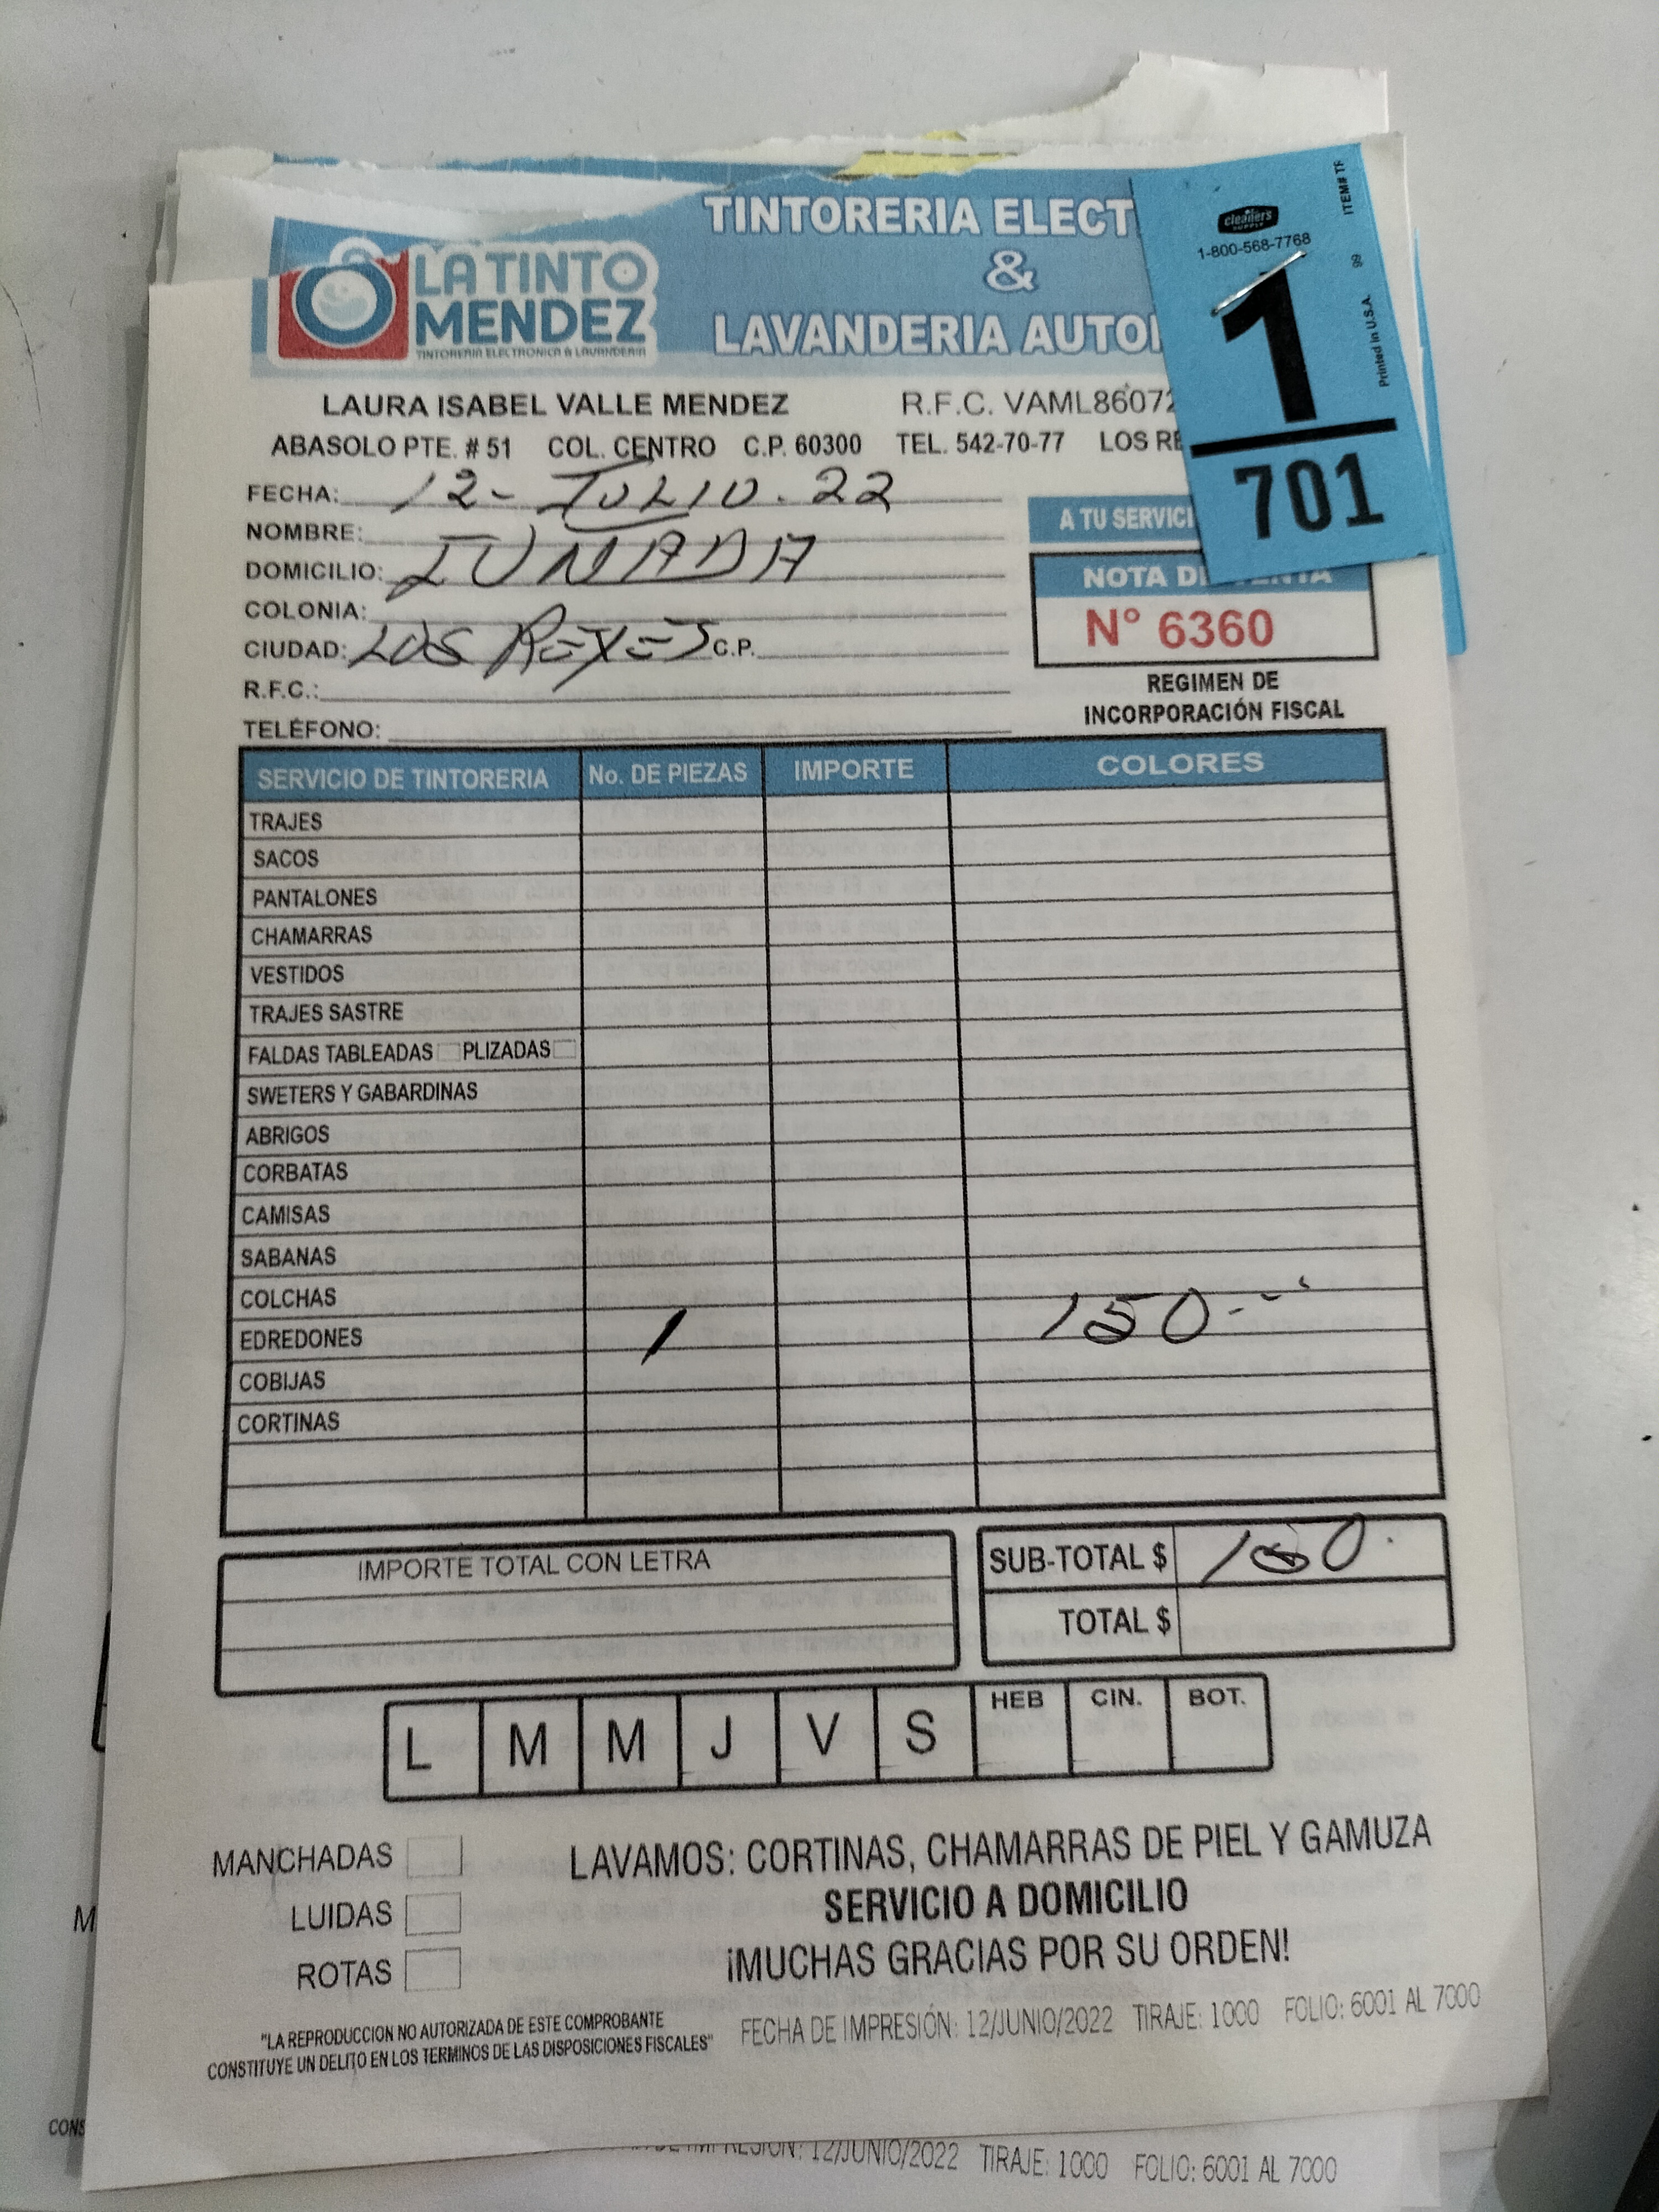 TINTORERIA ELECT
&
LAVANDERIA AUTO
LA TINTO
MENDEZ
TINTORERIA ELECTRONICA & LAVANDERIA
cleaners
SUPPLY
1-800-568-7768
ITEM# TF
99
Printed in U.S.A.
1
701
LAURA ISABEL VALLE MENDEZ R.F.C. VAML86072
ABASOLO PTE. # 51 COL. CENTRO C.P. 60300 TEL. 542-70-77 LOS RE
FECHA: 12- JULIO. 22
NOMBRE:
DOMICILIO:
COLONIA:
CIUDAD: LOS REYES C.P.
R.F.C.:
TELÉFONO:
A TU SERVICI
NOTA DE VENTA
N° 6360
REGIMEN DE
INCORPORACIÓN FISCAL
SERVICIO DE TINTORERIA No. DE PIEZAS IMPORTE COLORES
TRAJES
SACOS
PANTALONES
CHAMARRAS
VESTIDOS
TRAJES SASTRE
FALDAS TABLEADAS PLIZADAS
SWETERS Y GABARDINAS
ABRIGOS
CORBATAS
CAMISAS
SABANAS
COLCHAS
EDREDONES 1 150--
COBIJAS
CORTINAS
IMPORTE TOTAL CON LETRA
SUB-TOTAL $ 150.
TOTAL $
L M M J V S HEB CIN. BOT.
MANCHADAS
LUIDAS
ROTAS
LAVAMOS: CORTINAS, CHAMARRAS DE PIEL Y GAMUZA
SERVICIO A DOMICILIO
¡MUCHAS GRACIAS POR SU ORDEN!
"LA REPRODUCCION NO AUTORIZADA DE ESTE COMPROBANTE
CONSTITUYE UN DELITO EN LOS TERMINOS DE LAS DISPOSICIONES FISCALES"
FECHA DE IMPRESIÓN: 12/JUNIO/2022 TIRAJE: 1000 FOLIO: 6001 AL 7000
M
CONS
DE IMPRESIÓN: 12/JUNIO/2022 TIRAJE: 1000 FOLIO: 6001 AL 7000